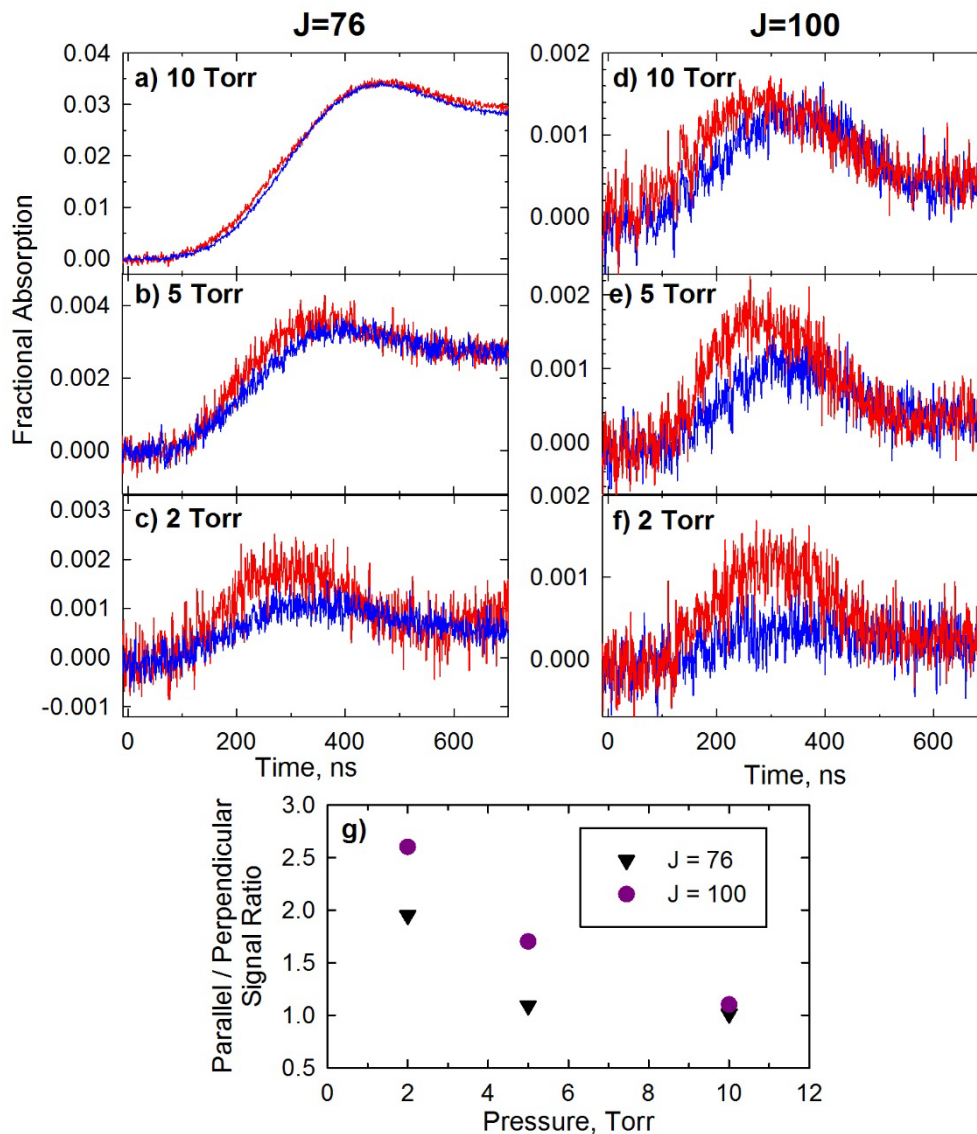 J=76
J=100
Fractional Absorption
a) 10 Torr
0.04
0.03
0.02
0.01
0.00
b) 5 Torr
0.004
0.002
0.000
c) 2 Torr
0.003
0.002
0.001
0.000
-0.001
0
200
400
600
Time, ns
d) 10 Torr
0.002
0.001
0.000
e) 5 Torr
0.002
0.001
0.000
f) 2 Torr
0.002
0.001
0.000
0
200
400
600
Time, ns
g)
Parallel / Perpendicular
Signal Ratio
3.0
2.5
2.0
1.5
1.0
0.5
J = 76
J = 100
0
2
4
6
8
10
12
Pressure, Torr